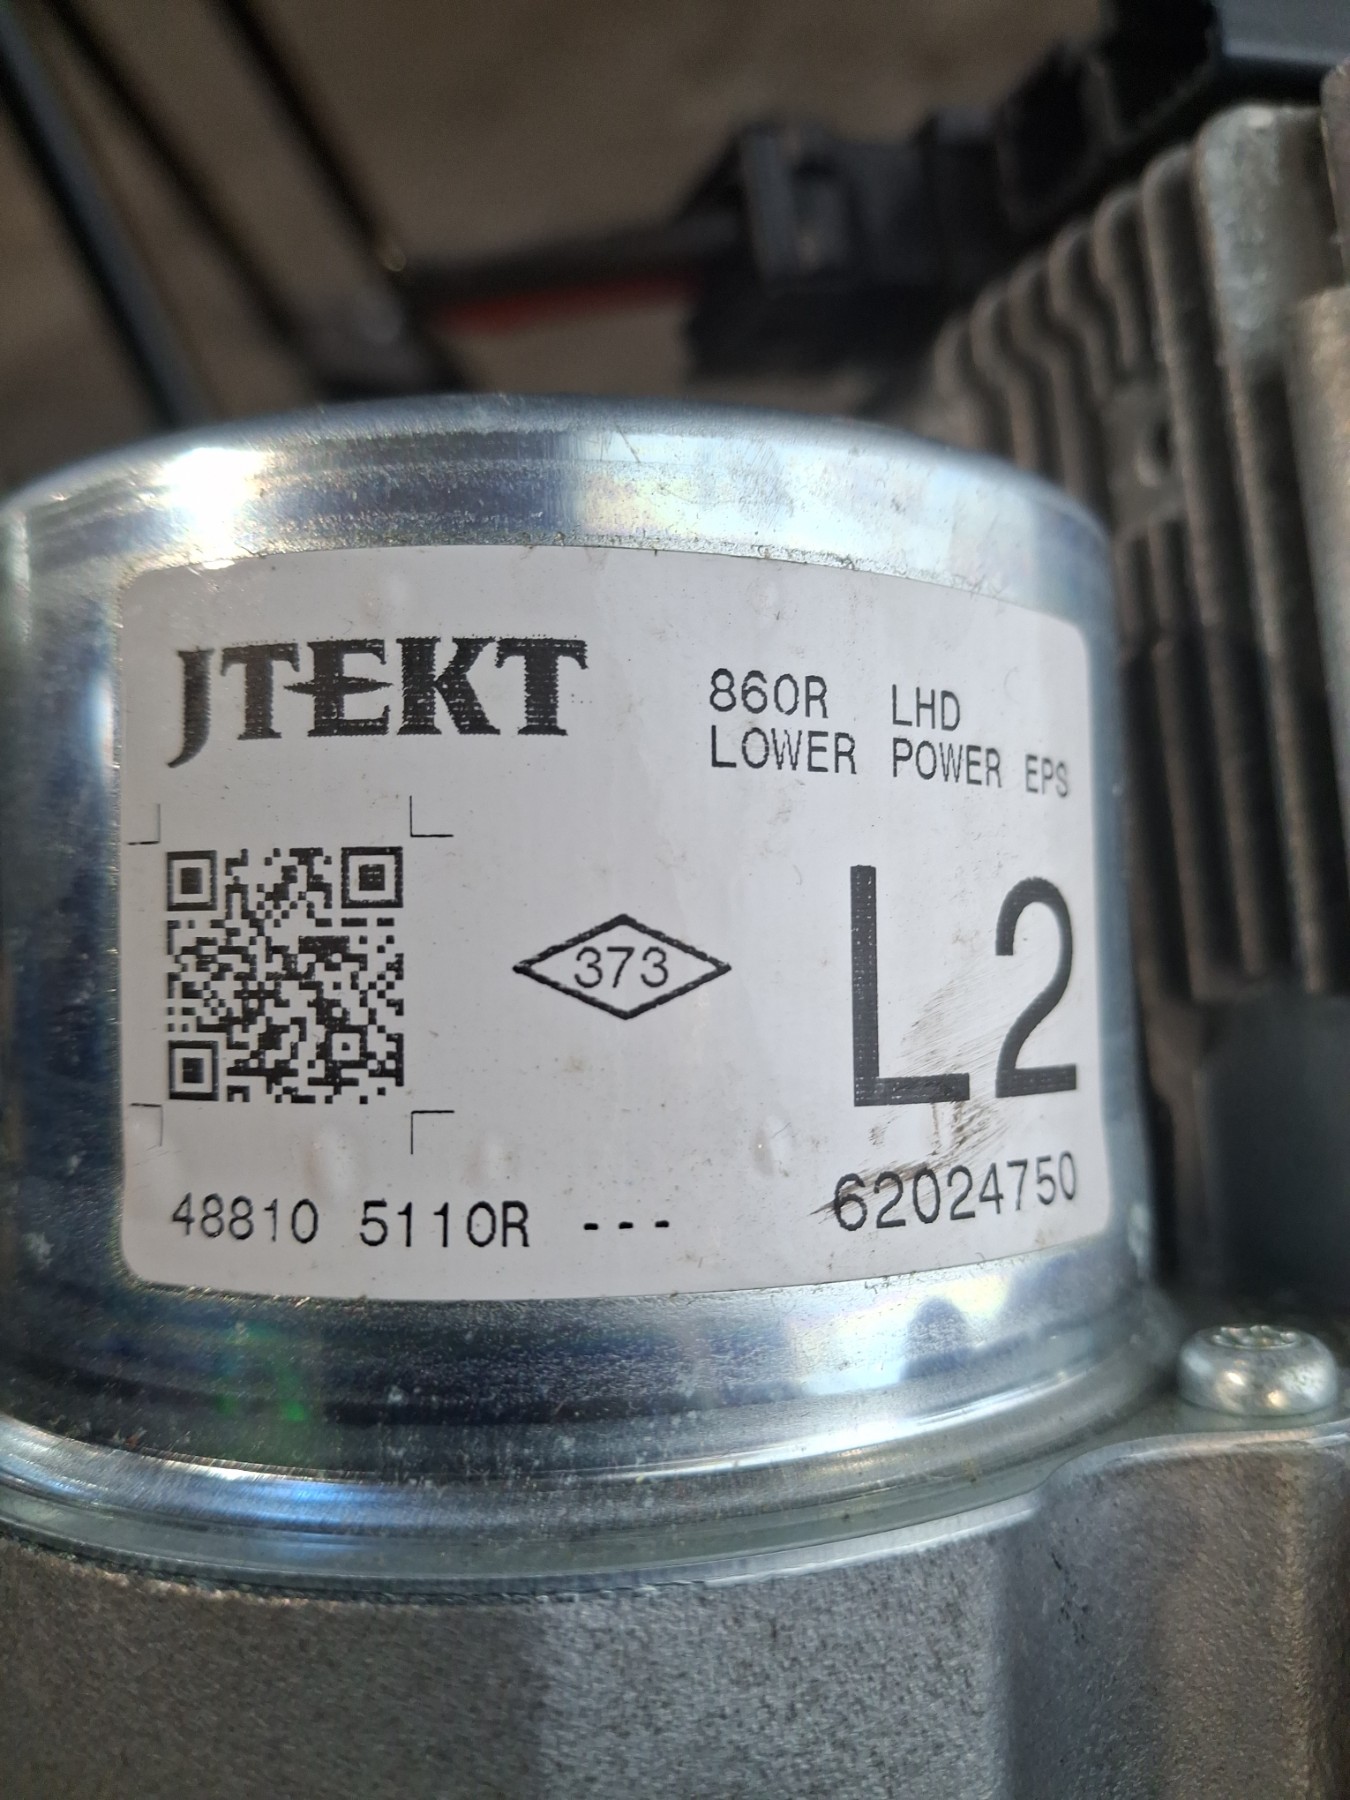 JTEKT
860R LHD
LOWER POWER EPS
373
L2
48810 5110R ---
62024750